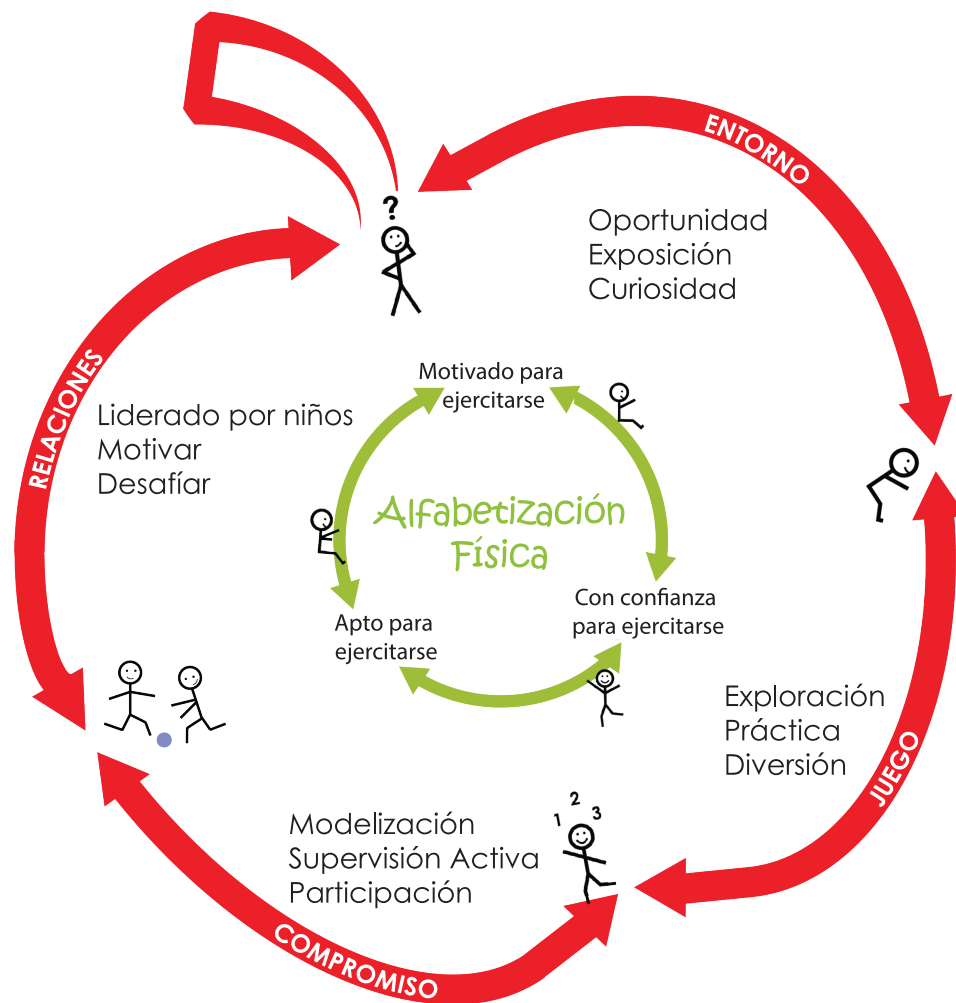 ENTORNO
?
Oportunidad
Exposición
Curiosidad
RELACIONES
Liderado por niños
Motivar
Desafíar
Motivado para
ejercitarse
Alfabetización
Física
Con confianza
para ejercitarse
Apto para
ejercitarse
Exploración
Práctica
Diversión
JUEGO
1 2 3
Modelización
Supervisión Activa
Participación
COMPROMISO